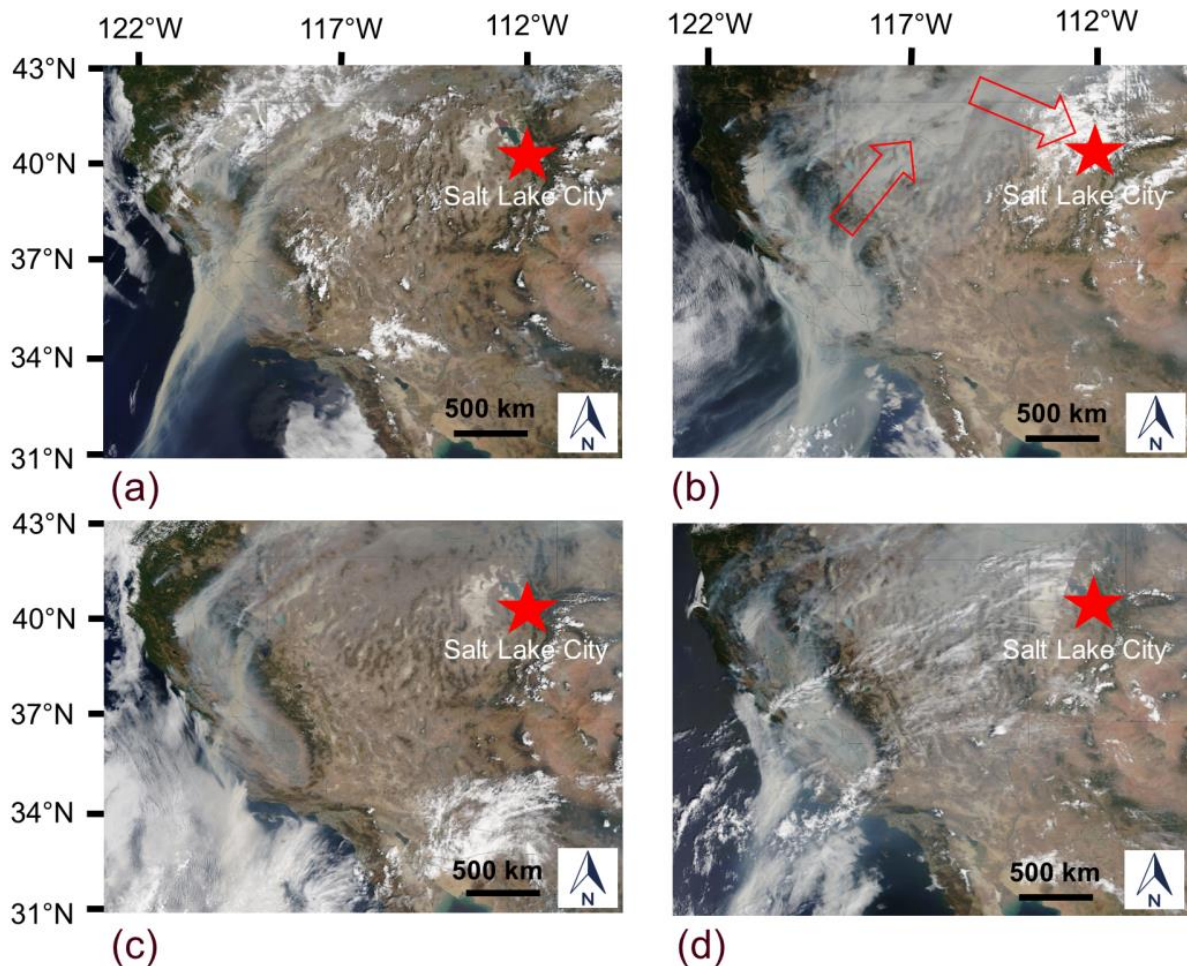 122°W 117°W 112°W 122°W 117°W 112°W
43°N
40°N
Salt Lake City Salt Lake City
37°N
34°N
500 km 500 km
N N
31°N
(a) (b)
43°N
40°N
Salt Lake City Salt Lake City
37°N
34°N
500 km 500 km
N N
31°N
(c) (d)